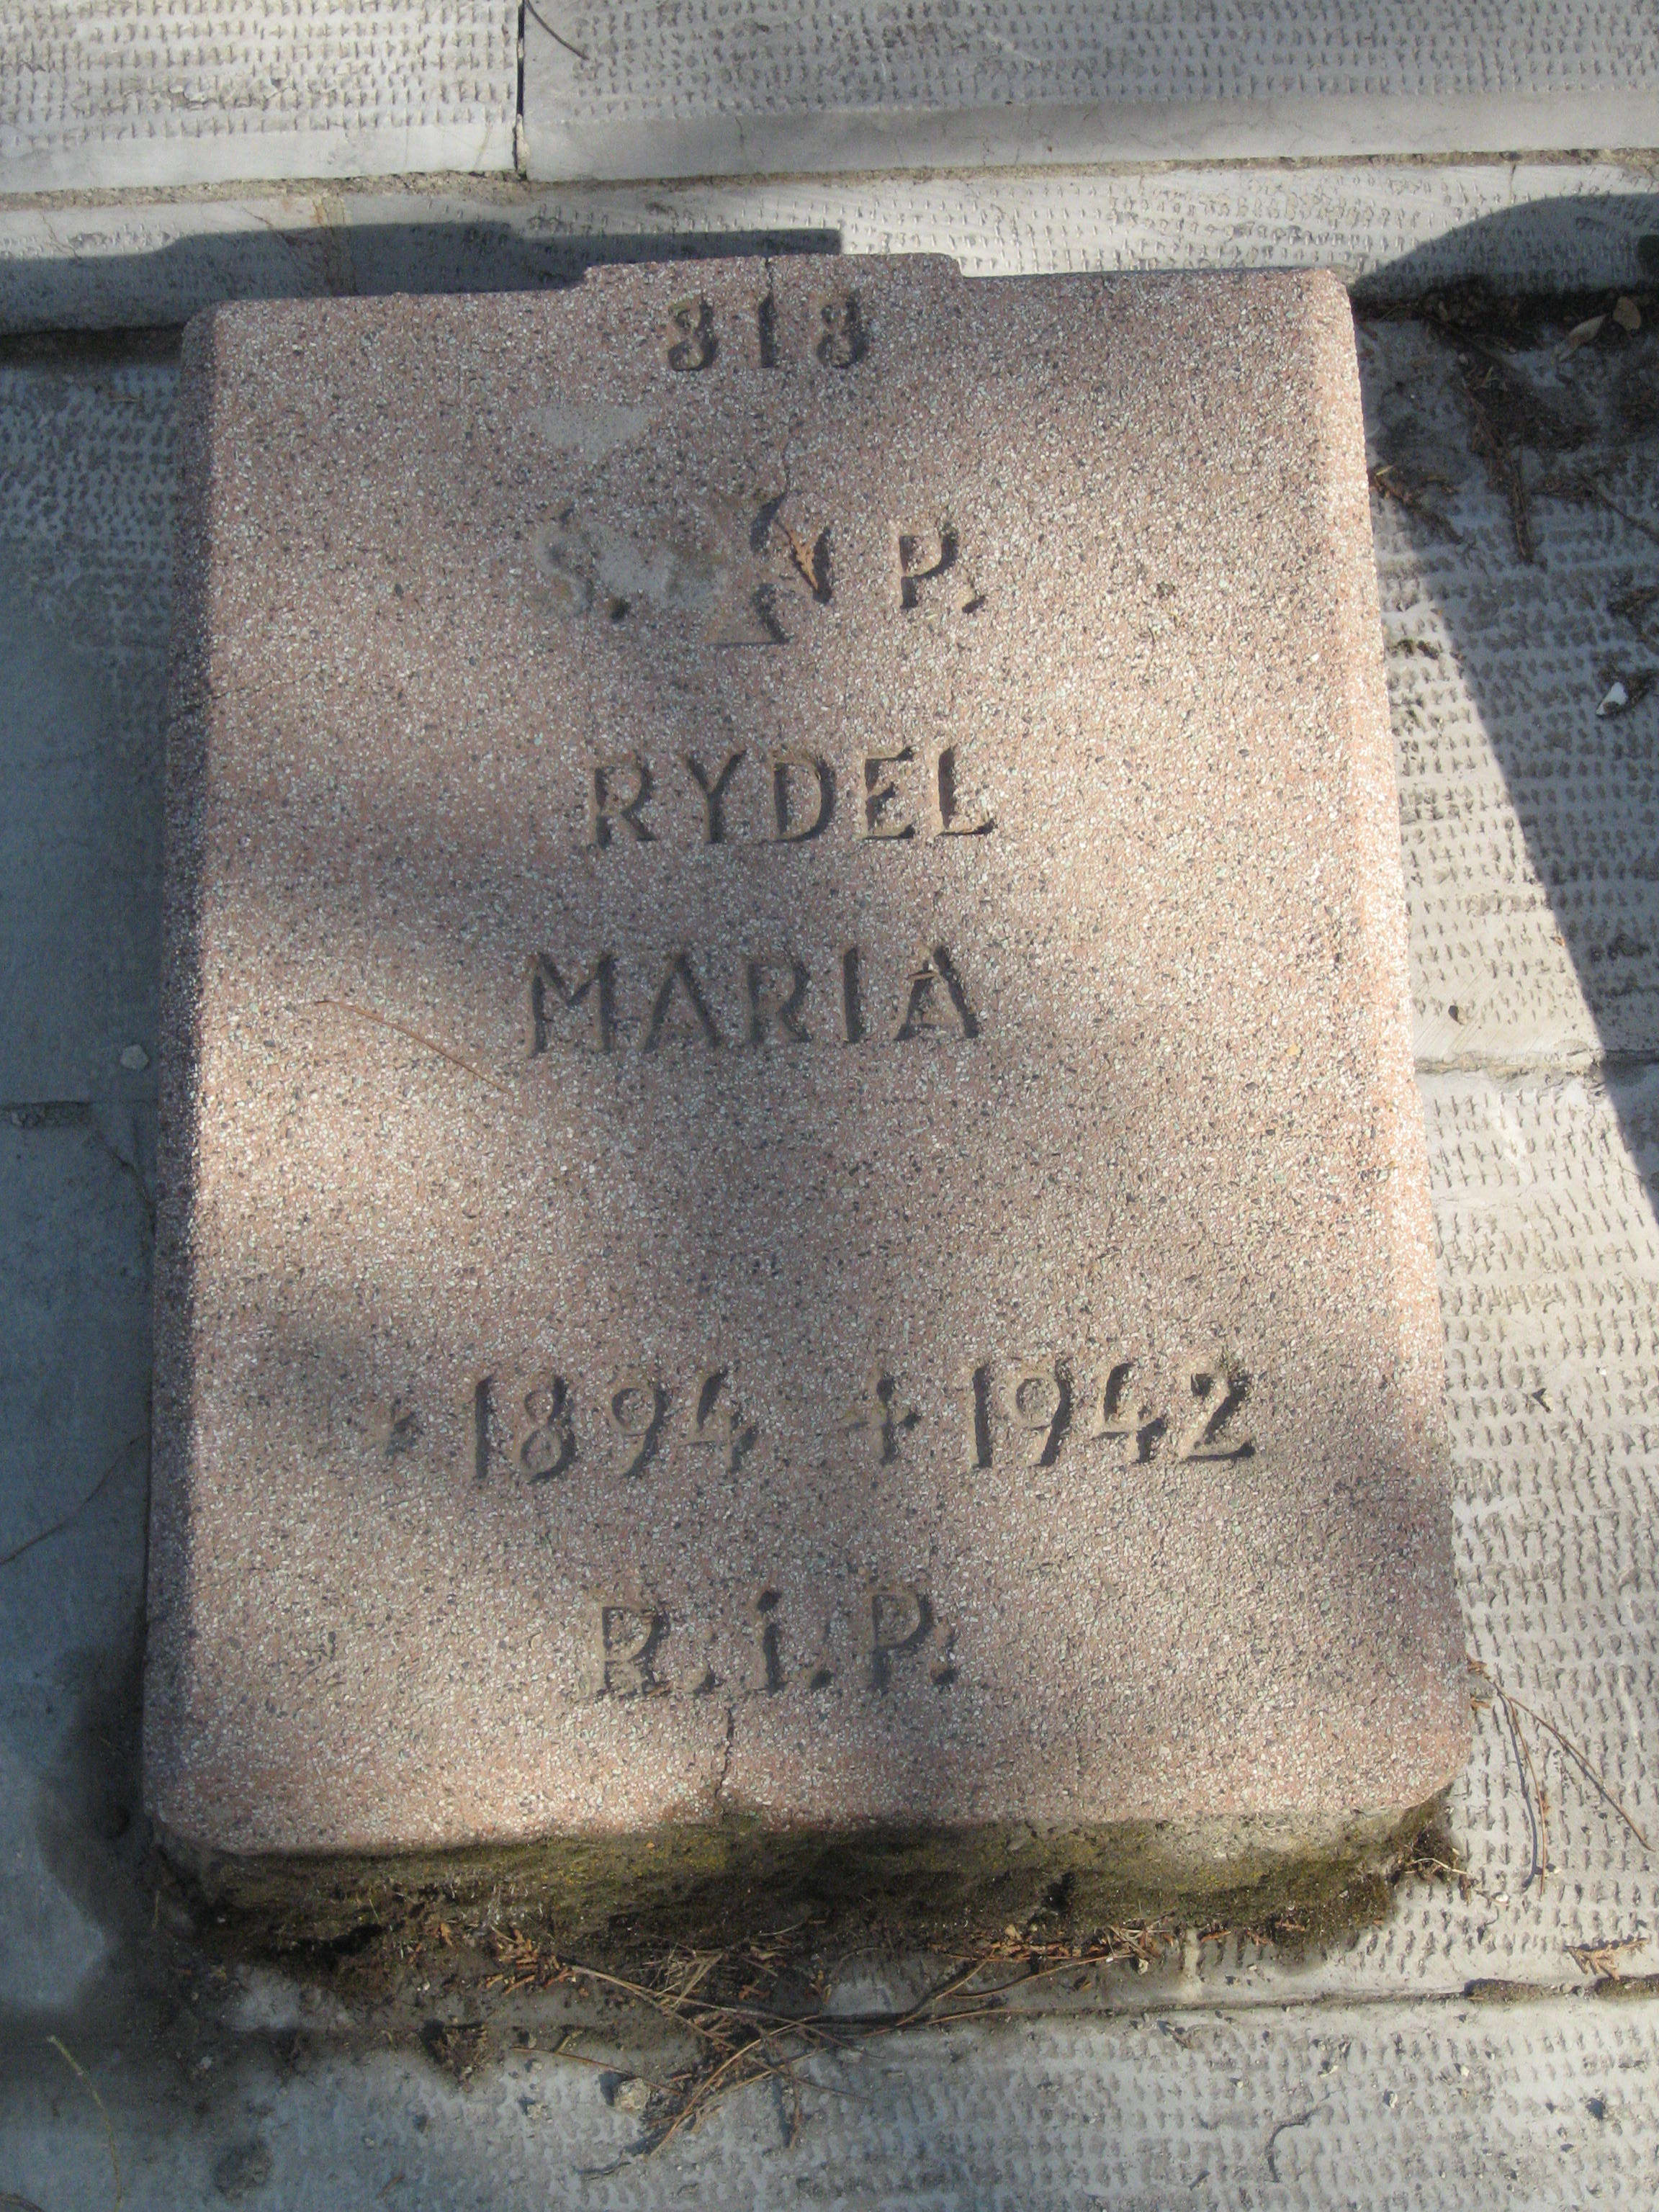 318
P.
RYDEL
MARIA
* 1894 + 1942
R.i.P.